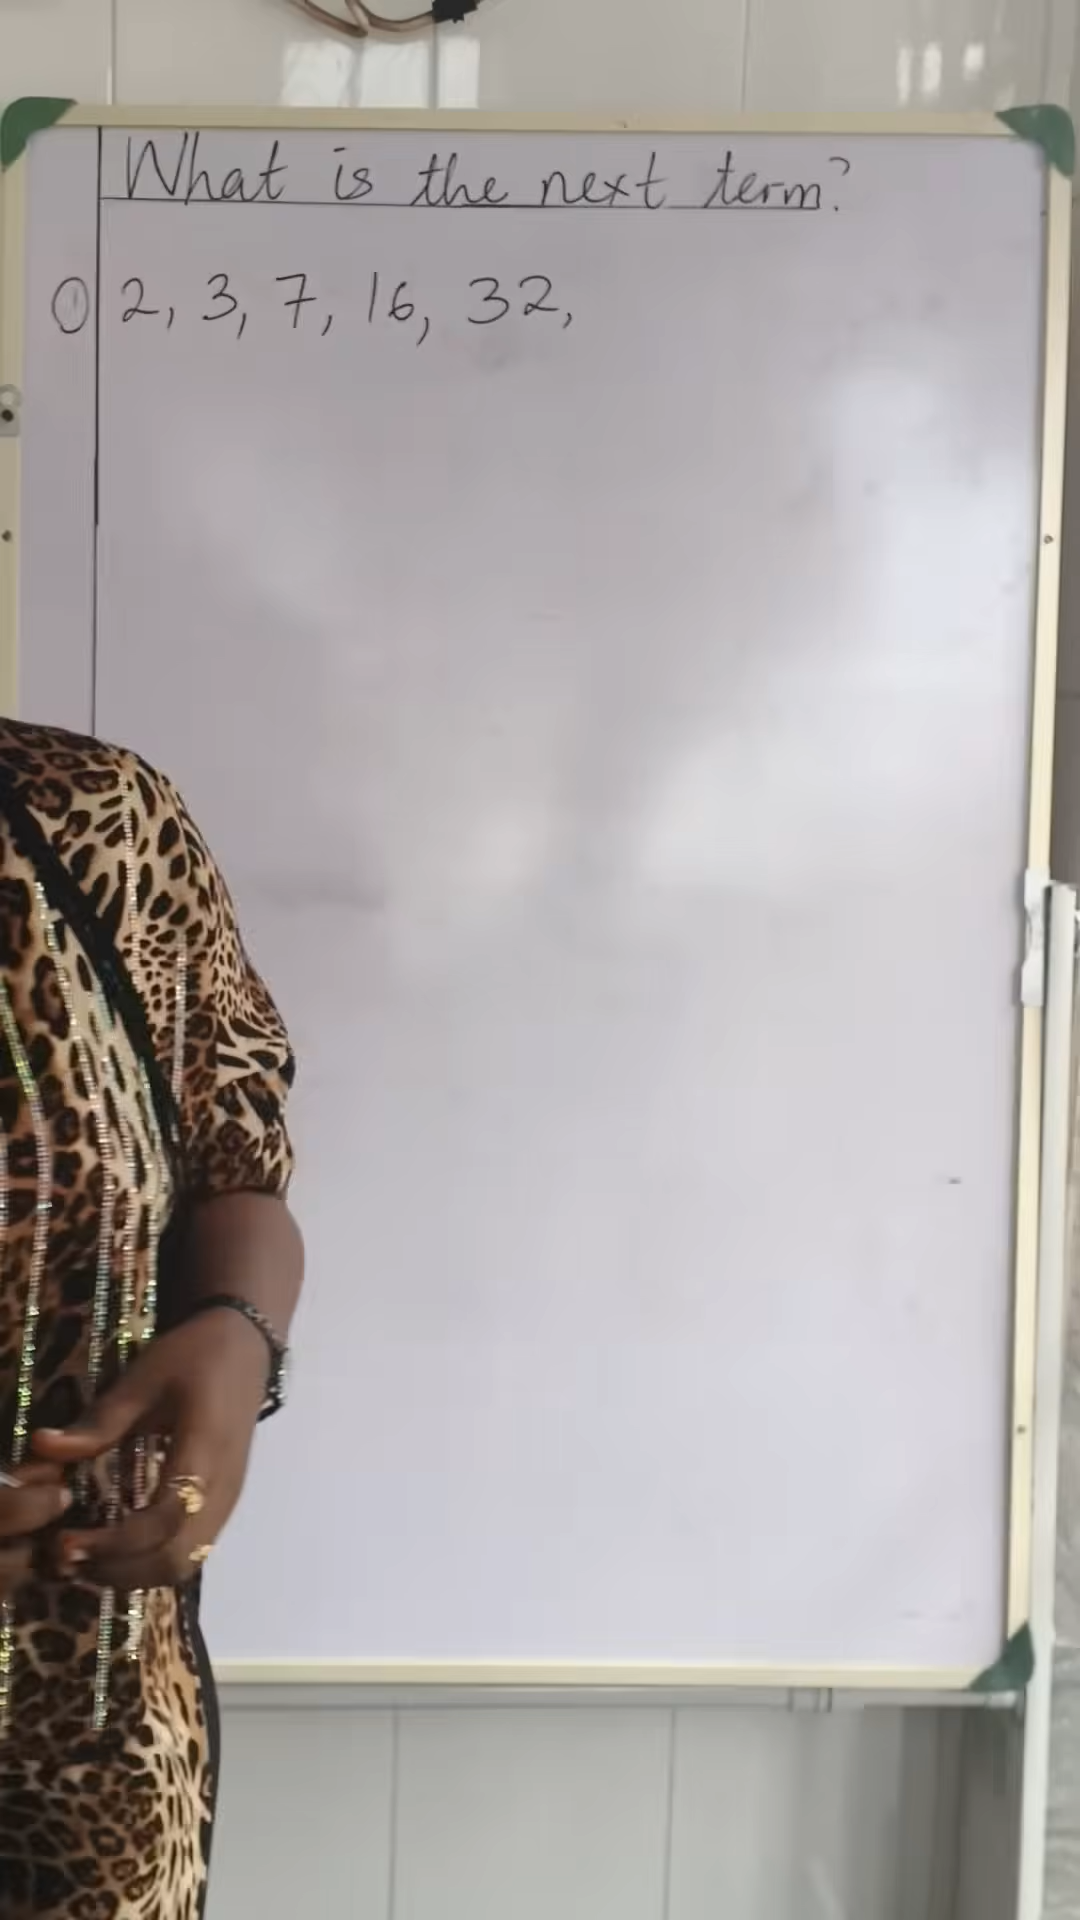 What is the next term?
① 2, 3, 7, 16, 32,